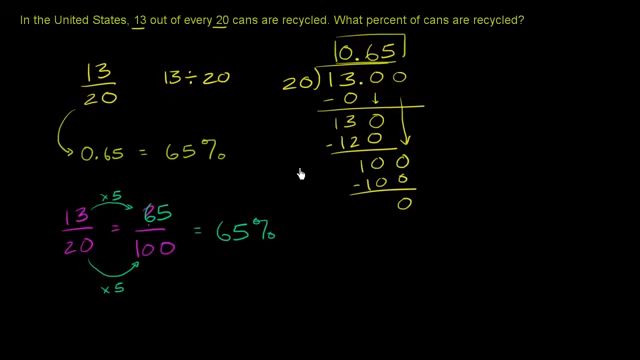 In the United States, 13 out of every 20 cans are recycled. What percent of cans are recycled?
13/20
13 ÷ 20
0.65 = 65%
0.65
20)13.00
- 0
130
- 120
100
- 100
0
×5
13/20 = 65/100 = 65%
×5